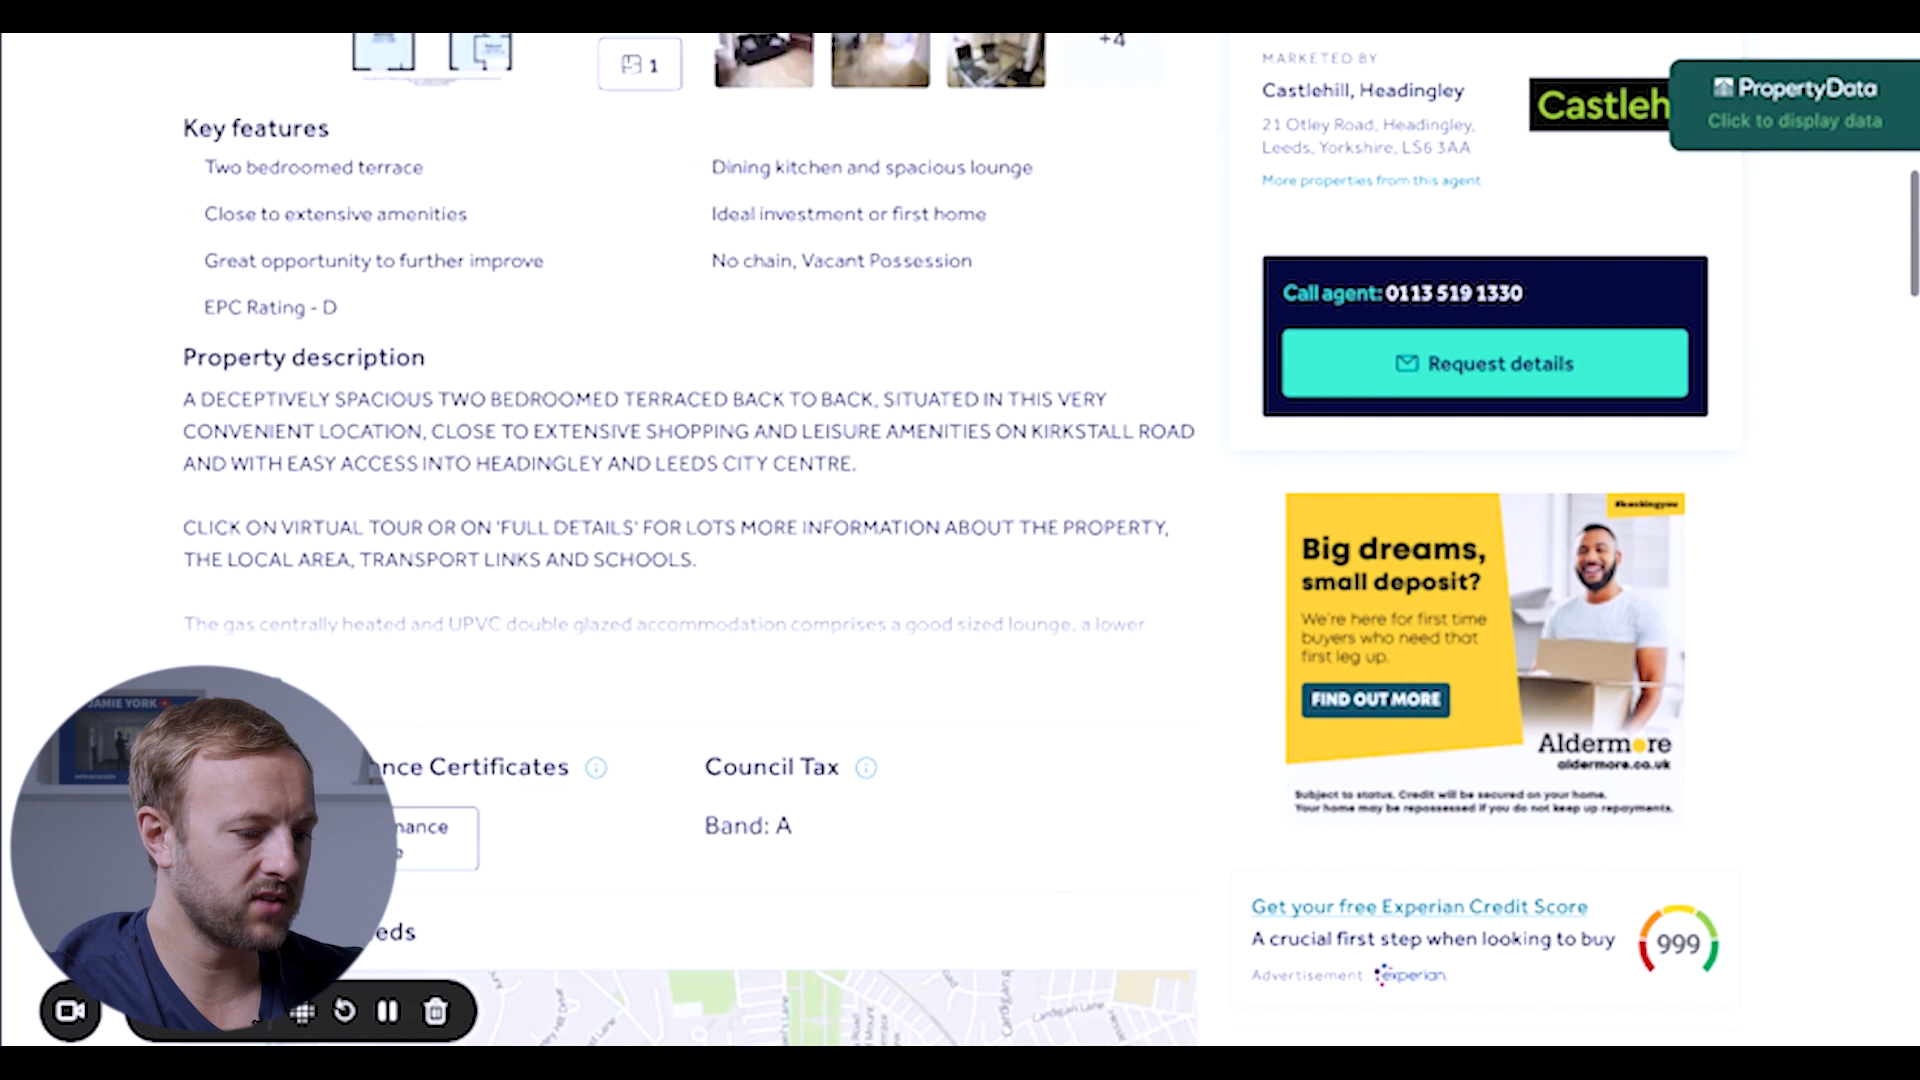 1
+4
MARKETED BY
Castlehill, Headingley
21 Otley Road, Headingley,
Leeds, Yorkshire, LS6 3AA
More properties from this agent
Castleh
PropertyData
Click to display data
Key features
Two bedroomed terrace
Dining kitchen and spacious lounge
Close to extensive amenities
Ideal investment or first home
Great opportunity to further improve
No chain, Vacant Possession
EPC Rating - D
Call agent: 0113 519 1330
Request details
Property description
A DECEPTIVELY SPACIOUS TWO BEDROOMED TERRACED BACK TO BACK, SITUATED IN THIS VERY
CONVENIENT LOCATION, CLOSE TO EXTENSIVE SHOPPING AND LEISURE AMENITIES ON KIRKSTALL ROAD
AND WITH EASY ACCESS INTO HEADINGLEY AND LEEDS CITY CENTRE.
CLICK ON VIRTUAL TOUR OR ON 'FULL DETAILS' FOR LOTS MORE INFORMATION ABOUT THE PROPERTY,
THE LOCAL AREA, TRANSPORT LINKS AND SCHOOLS.
The gas centrally heated and UPVC double glazed accommodation comprises a good sized lounge, a lower
#backingyou
Big dreams,
small deposit?
We're here for first time
buyers who need that
first leg up.
FIND OUT MORE
Aldermore
aldermore.co.uk
Subject to status. Credit will be secured on your home.
Your home may be repossessed if you do not keep up repayments.
JAMIE YORK
nce Certificates
Council Tax
mance
e
Band: A
eds
Get your free Experian Credit Score
A crucial first step when looking to buy
Advertisement experian
999
Cardigan Lane
Cardigan